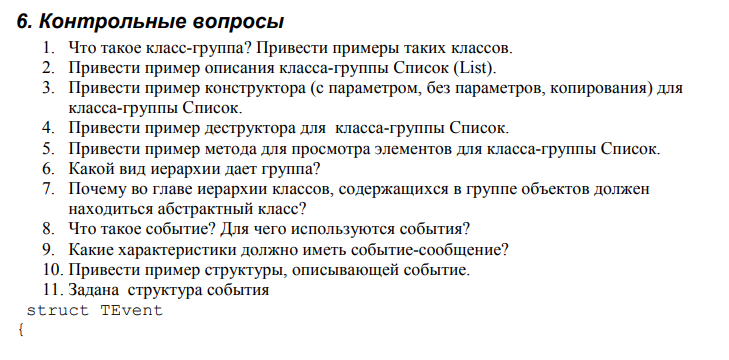 6. Контрольные вопросы
1. Что такое класс-группа? Привести примеры таких классов.
2. Привести пример описания класса-группы Список (List).
3. Привести пример конструктора (с параметром, без параметров, копирования) для
класса-группы Список.
4. Привести пример деструктора для класса-группы Список.
5. Привести пример метода для просмотра элементов для класса-группы Список.
6. Какой вид иерархии дает группа?
7. Почему во главе иерархии классов, содержащихся в группе объектов должен
находиться абстрактный класс?
8. Что такое событие? Для чего используются события?
9. Какие характеристики должно иметь событие-сообщение?
10. Привести пример структуры, описывающей событие.
11. Задана структура события
struct TEvent
{